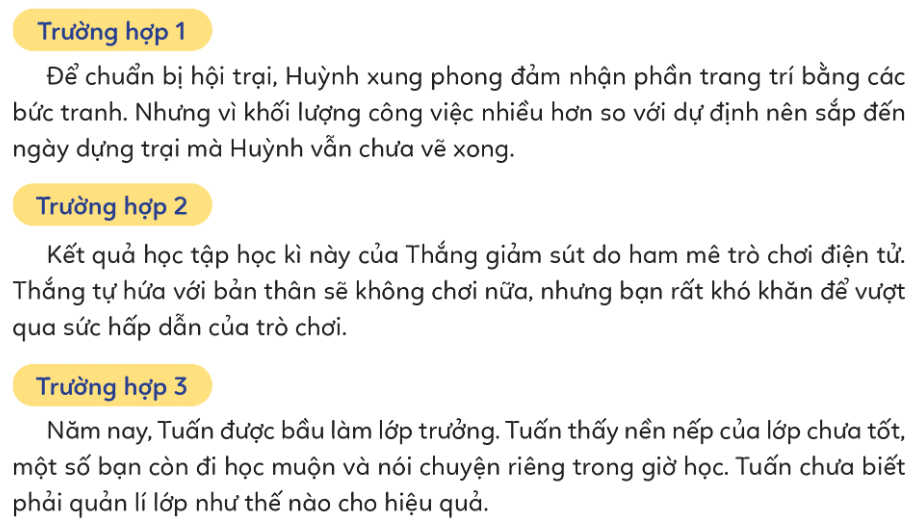 Trường hợp 1
Để chuẩn bị hội trại, Huỳnh xung phong đảm nhận phần trang trí bằng các
bức tranh. Nhưng vì khối lượng công việc nhiều hơn so với dự định nên sắp đến
ngày dựng trại mà Huỳnh vẫn chưa vẽ xong.
Trường hợp 2
Kết quả học tập học kì này của Thắng giảm sút do ham mê trò chơi điện tử.
Thắng tự hứa với bản thân sẽ không chơi nữa, nhưng bạn rất khó khăn để vượt
qua sức hấp dẫn của trò chơi.
Trường hợp 3
Năm nay, Tuấn được bầu làm lớp trưởng. Tuấn thấy nền nếp của lớp chưa tốt,
một số bạn còn đi học muộn và nói chuyện riêng trong giờ học. Tuấn chưa biết
phải quản lí lớp như thế nào cho hiệu quả.